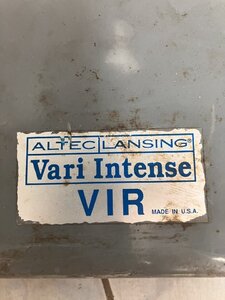 ALTEC LANSING®
Vari Intense
VIR MADE IN U.S.A.